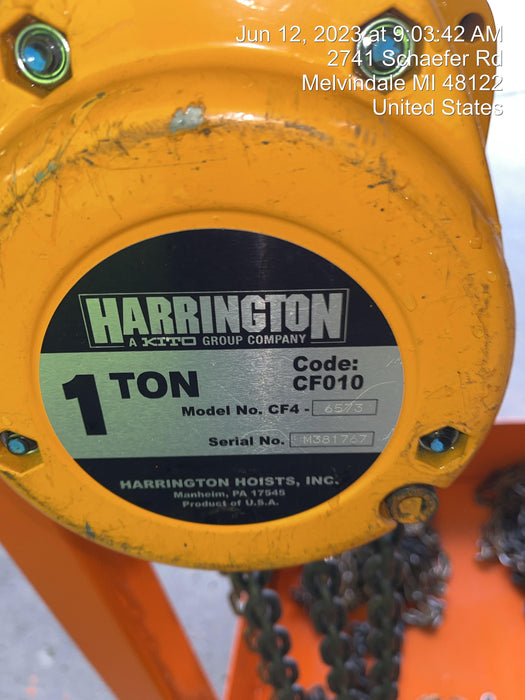 Jun 12, 2023 at 9:03:42 AM
2741 Schaefer Rd
Melvindale MI 48122
United States
HARRINGTON
A KITO GROUP COMPANY
1 TON
Code:
CF010
Model No. CF4 - 6573
Serial No. M381767
HARRINGTON HOISTS, INC.
Manheim, PA 17545
Product of U.S.A.